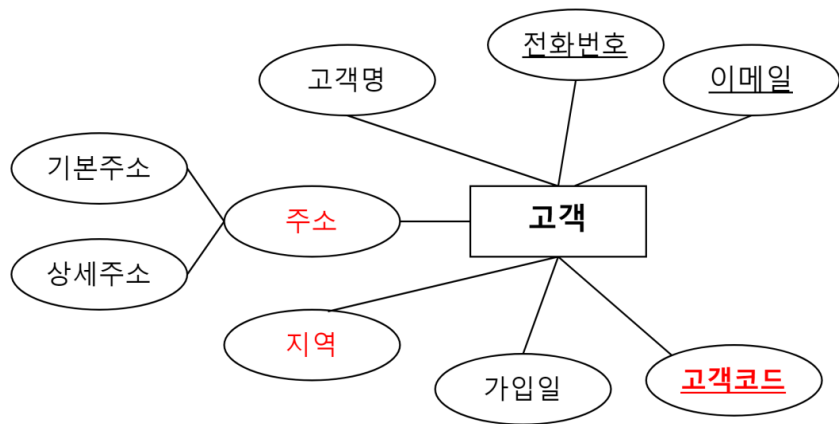 전화번호
고객명
이메일
기본주소
주소
고객
상세주소
지역
가입일
고객코드